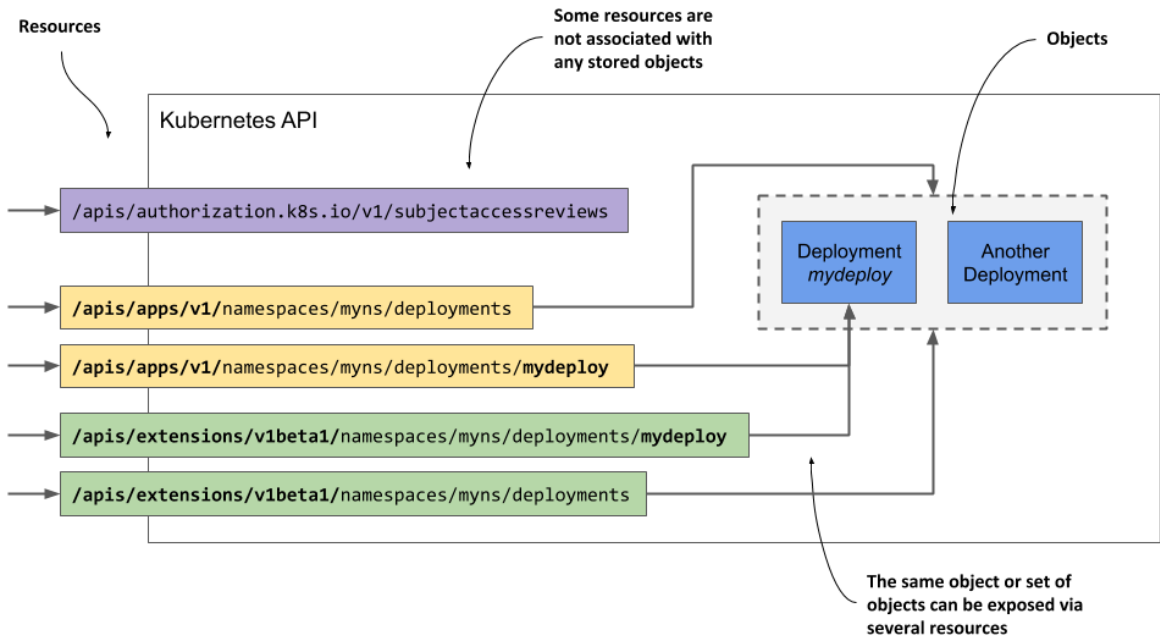 Resources
Some resources are
not associated with
any stored objects
Objects
Kubernetes API
/apis/authorization.k8s.io/v1/subjectaccessreviews
Deployment
mydeploy
Another
Deployment
/apis/apps/v1/namespaces/myns/deployments
/apis/apps/v1/namespaces/myns/deployments/mydeploy
/apis/extensions/v1beta1/namespaces/myns/deployments/mydeploy
/apis/extensions/v1beta1/namespaces/myns/deployments
The same object or set of
objects can be exposed via
several resources